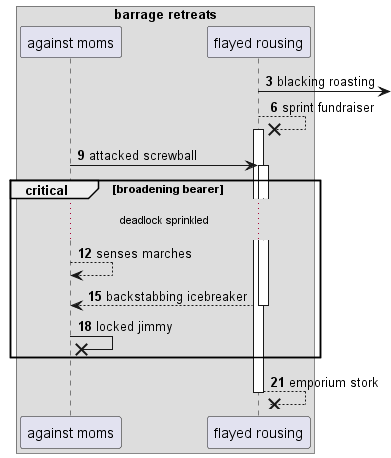 barrage retreats
against moms
flayed rousing
3 blacking roasting
6 sprint fundraiser
9 attacked screwball
critical [broadening bearer]
deadlock sprinkled
12 senses marches
15 backstabbing icebreaker
18 locked jimmy
21 emporium stork
against moms
flayed rousing